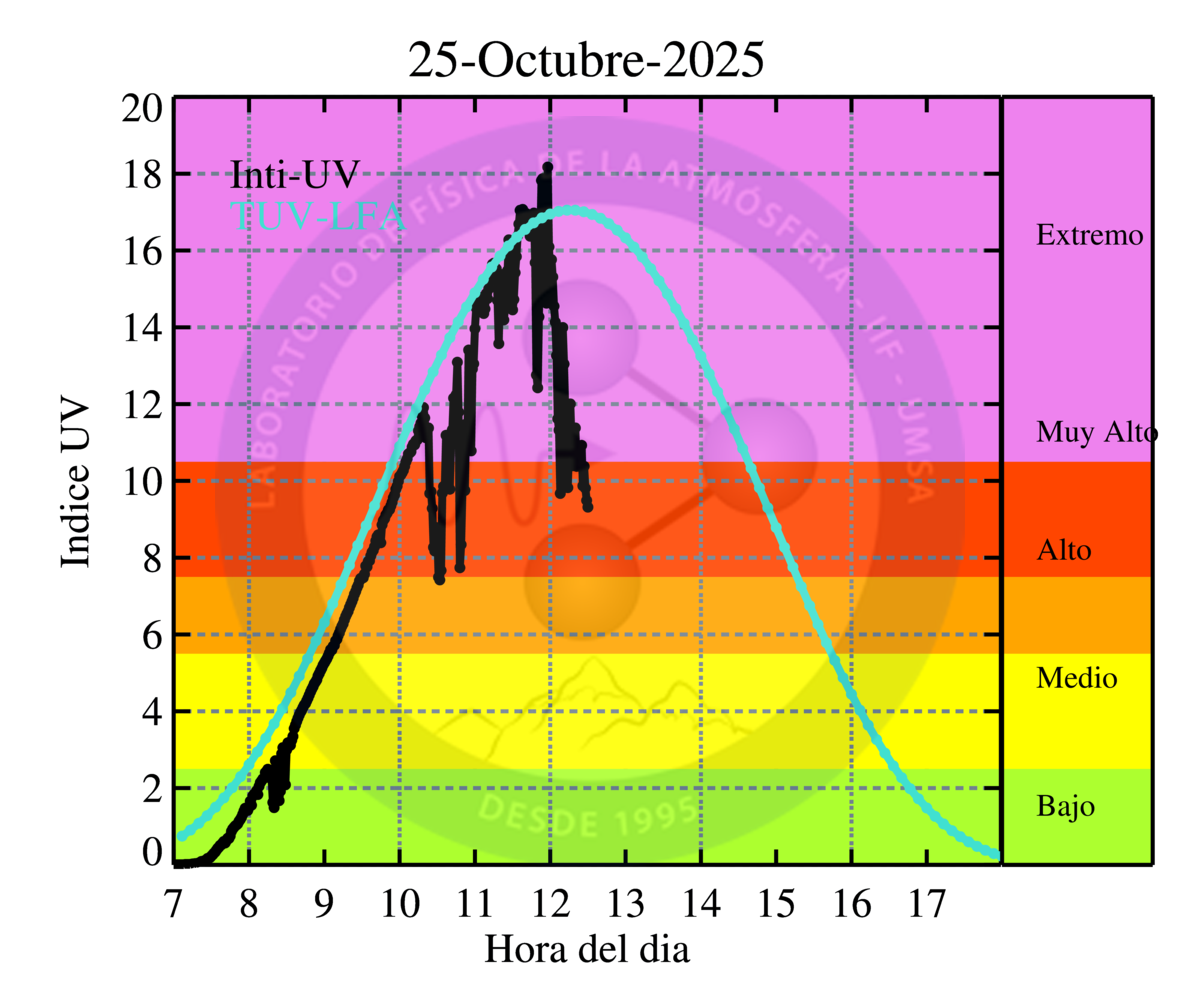 25-Octubre-2025
20
18
16
14
12
10
8
6
4
2
0
Indice UV
Inti-UV
TUV-LFA
LABORATORIO DE FÍSICA DE LA ATMÓSFERA - IIF - UMSA
DESDE 1995
Extremo
Muy Alto
Alto
Medio
Bajo
7 8 9 10 11 12 13 14 15 16 17
Hora del dia